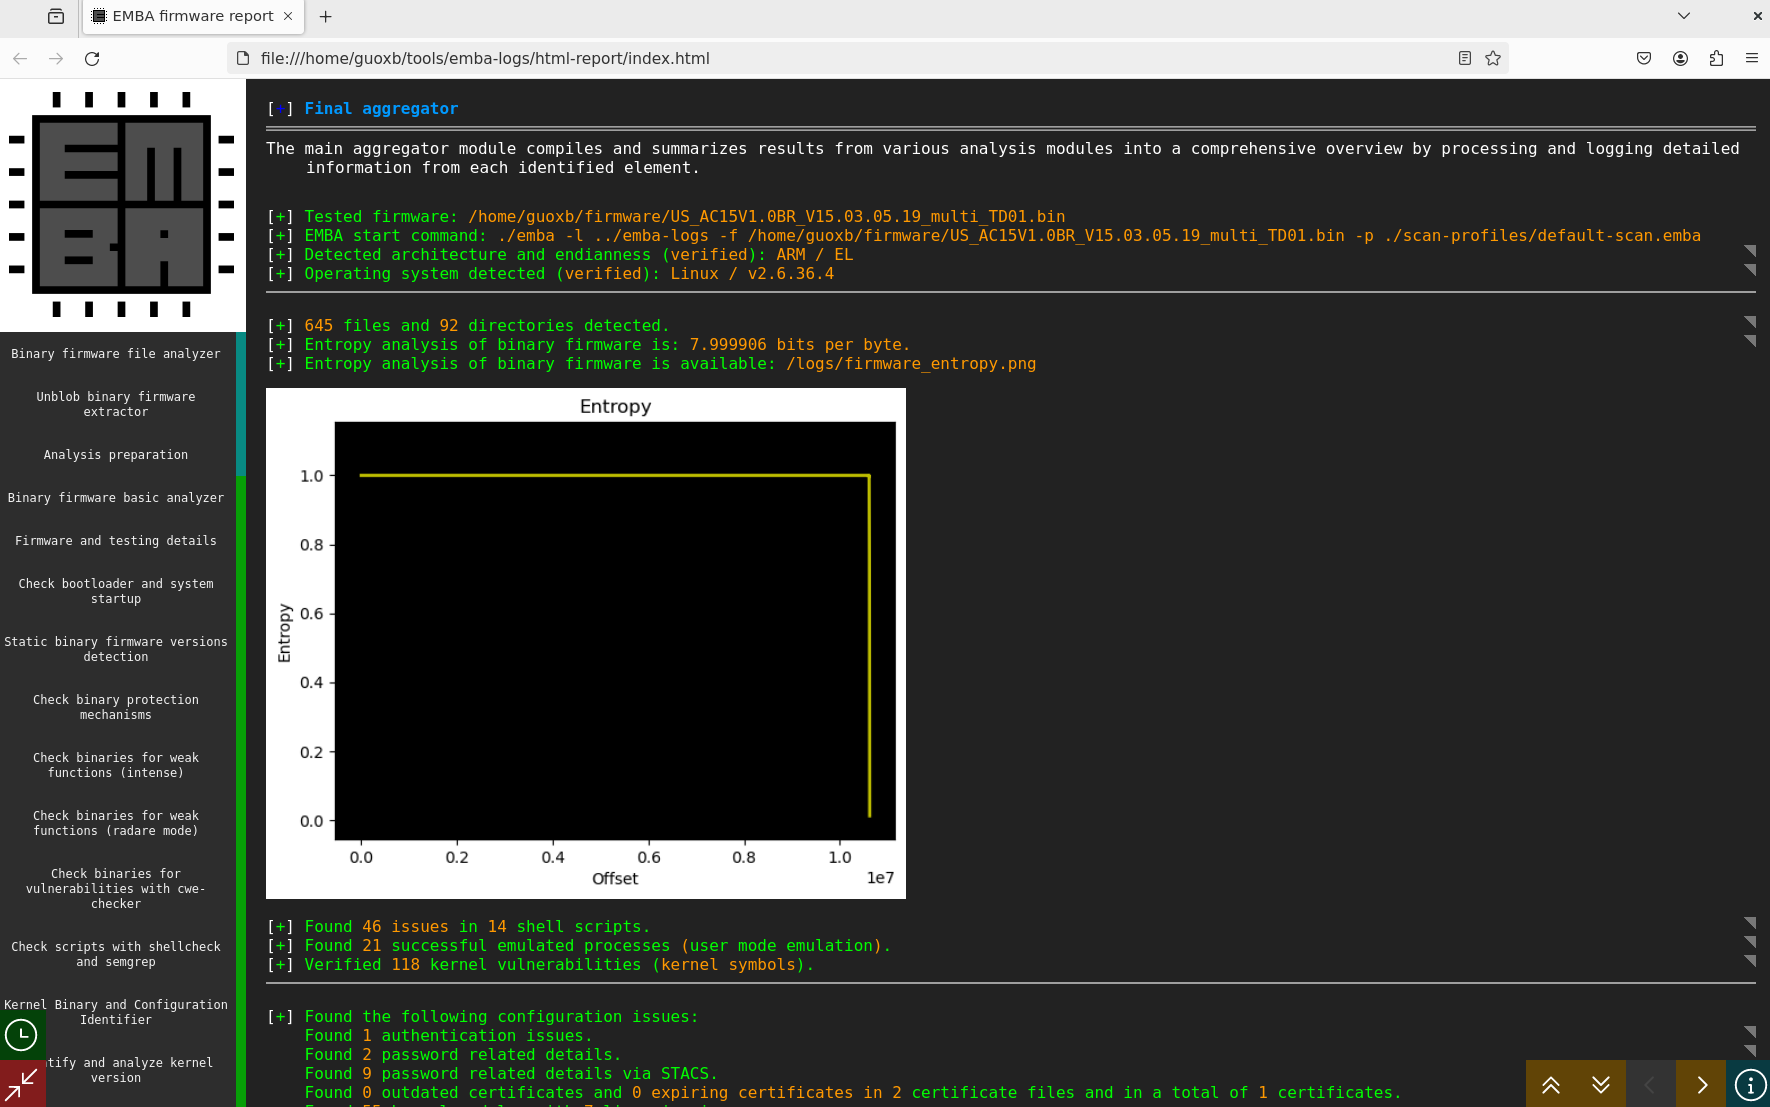 EMBA firmware report
file:///home/guoxb/tools/emba-logs/html-report/index.html
EM
BA
Binary firmware file analyzer
Unblob binary firmware
extractor
Analysis preparation
Binary firmware basic analyzer
Firmware and testing details
Check bootloader and system
startup
Static binary firmware versions
detection
Check binary protection
mechanisms
Check binaries for weak
functions (intense)
Check binaries for weak
functions (radare mode)
Check binaries for
vulnerabilities with cwe-
checker
Check scripts with shellcheck
and semgrep
Kernel Binary and Configuration
Identifier
and analyze kernel
version
[+] Final aggregator
The main aggregator module compiles and summarizes results from various analysis modules into a comprehensive overview by processing and logging detailed
information from each identified element.
[+] Tested firmware: /home/guoxb/firmware/US_AC15V1.0BR_V15.03.05.19_multi_TD01.bin
[+] EMBA start command: ./emba -l ../emba-logs -f /home/guoxb/firmware/US_AC15V1.0BR_V15.03.05.19_multi_TD01.bin -p ./scan-profiles/default-scan.emba
[+] Detected architecture and endianness (verified): ARM / EL
[+] Operating system detected (verified): Linux / v2.6.36.4
[+] 645 files and 92 directories detected.
[+] Entropy analysis of binary firmware is: 7.999906 bits per byte.
[+] Entropy analysis of binary firmware is available: /logs/firmware_entropy.png
Entropy
1.0
0.8
0.6
0.4
0.2
0.0
Entropy
0.0 0.2 0.4 0.6 0.8 1.0
Offset
1e7
[+] Found 46 issues in 14 shell scripts.
[+] Found 21 successful emulated processes (user mode emulation).
[+] Verified 118 kernel vulnerabilities (kernel symbols).
[+] Found the following configuration issues:
Found 1 authentication issues.
Found 2 password related details.
Found 9 password related details via STACS.
Found 0 outdated certificates and 0 expiring certificates in 2 certificate files and in a total of 1 certificates.